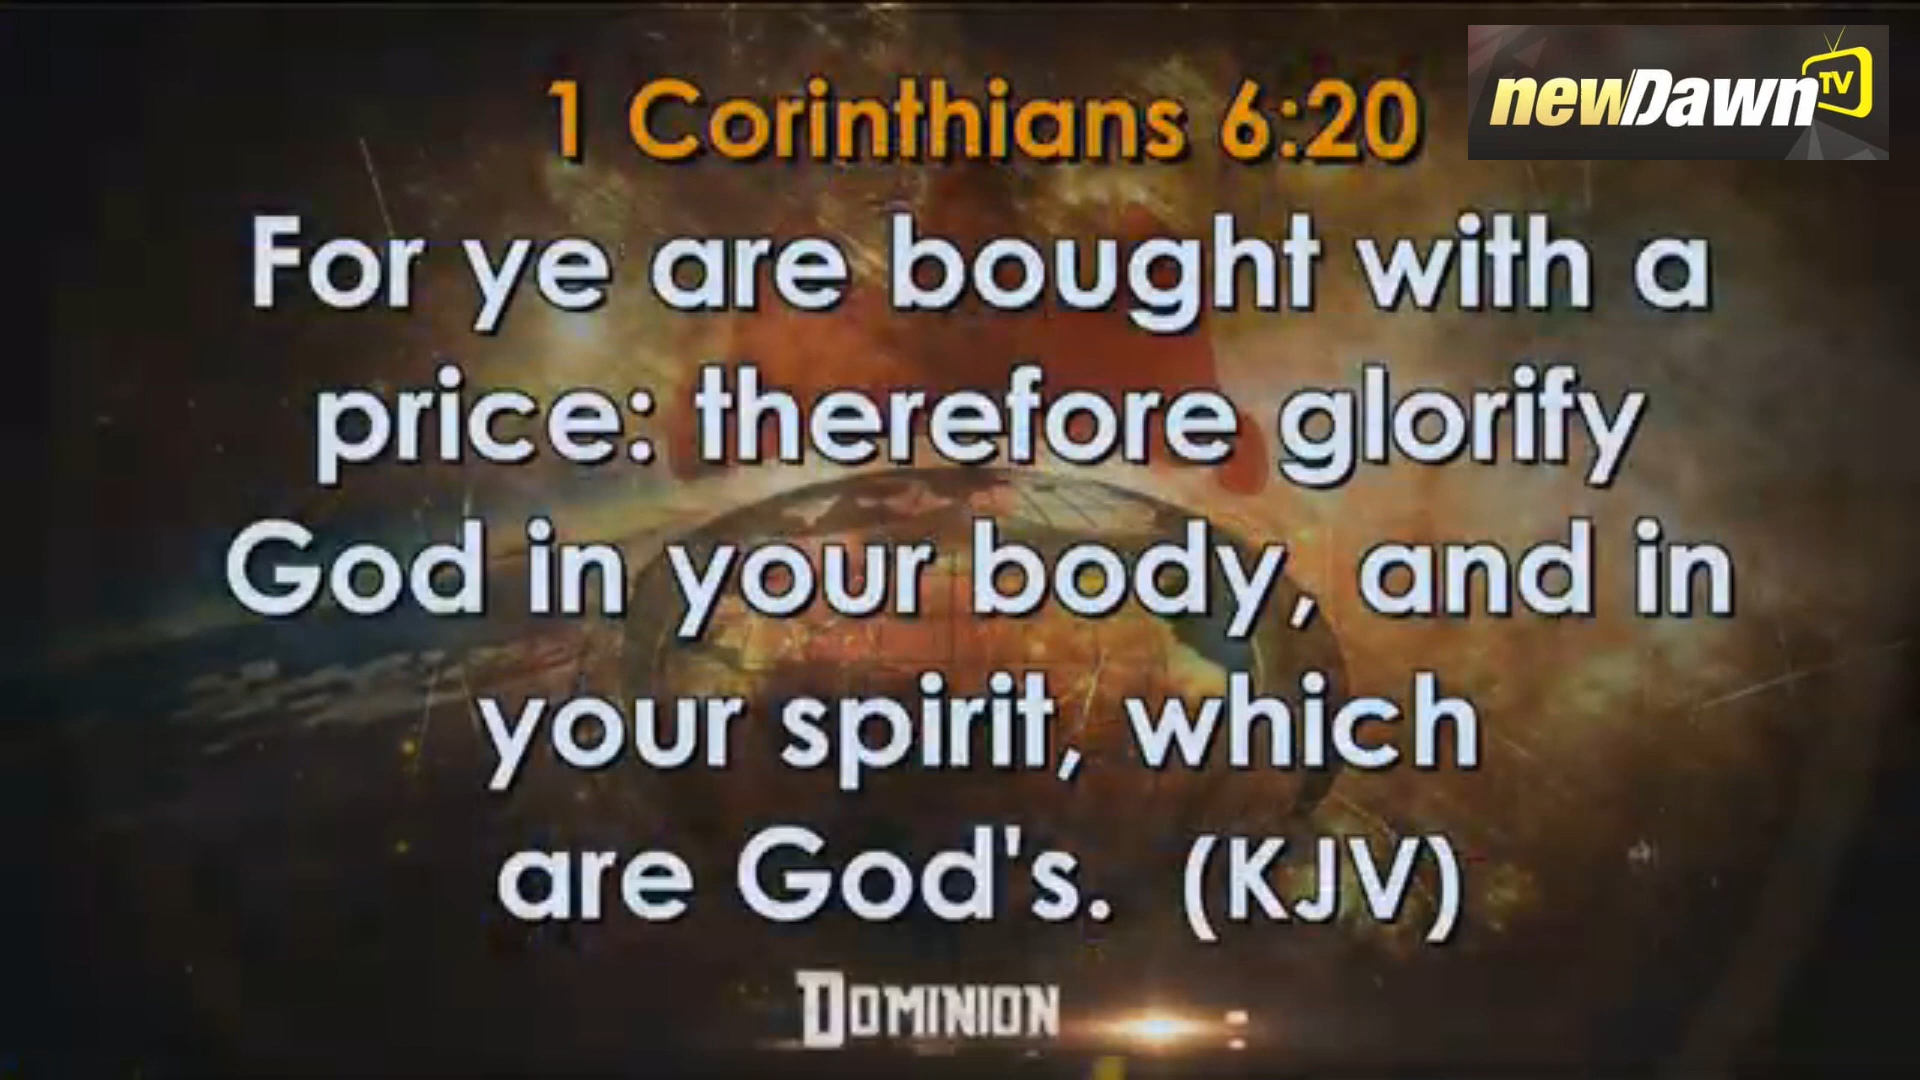 1 Corinthians 6:20
newDawn TV
For ye are bought with a
price: therefore glorify
God in your body, and in
your spirit, which
are God's. (KJV)
DOMINION